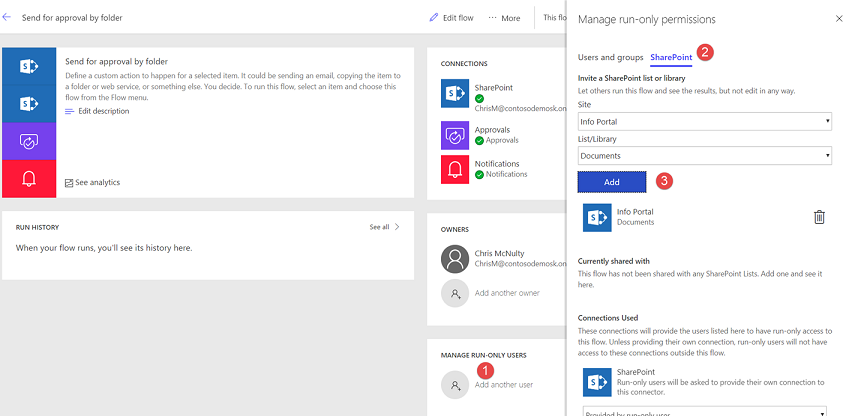 Send for approval by folder
Edit flow
··· More
This flo
Send for approval by folder
Define a custom action to happen for a selected item. It could be sending an email, copying the item
to a folder or web service, or something else. You decide. To run this flow, select an item and choose this
flow from the Flow menu.
Edit description
See analytics
RUN HISTORY
See all
When your flow runs, you'll see its history here.
CONNECTIONS
SharePoint
ChrisM@contosodemosk.on
Approvals
Approvals
Notifications
Notifications
OWNERS
Chris McNulty
ChrisM@contosodemosk.on
Add another owner
MANAGE RUN-ONLY USERS
1
Add another user
Manage run-only permissions
Users and groups
SharePoint
2
Invite a SharePoint list or library
Let others run this flow and see the results, but not edit in any way.
Site
Info Portal
List/Library
Documents
Add
3
Info Portal
Documents
Currently shared with
This flow has not been shared with any SharePoint Lists. Add one and see it
here.
Connections Used
These connections will provide the users listed here to have run-only access to
this flow. Unless providing their own connection, run-only users will not have
access to these connections outside this flow.
SharePoint
Run-only users will be asked to provide their own connection to
this connector.
Provided by run-only user